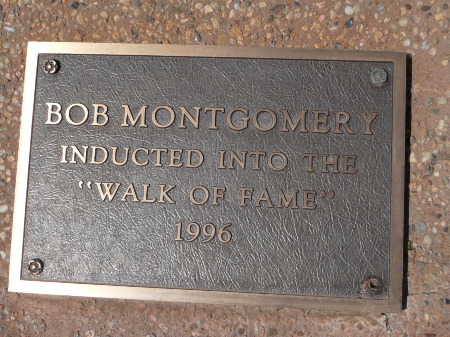 BOB MONTGOMERY
INDUCTED INTO THE
"WALK OF FAME"
1996